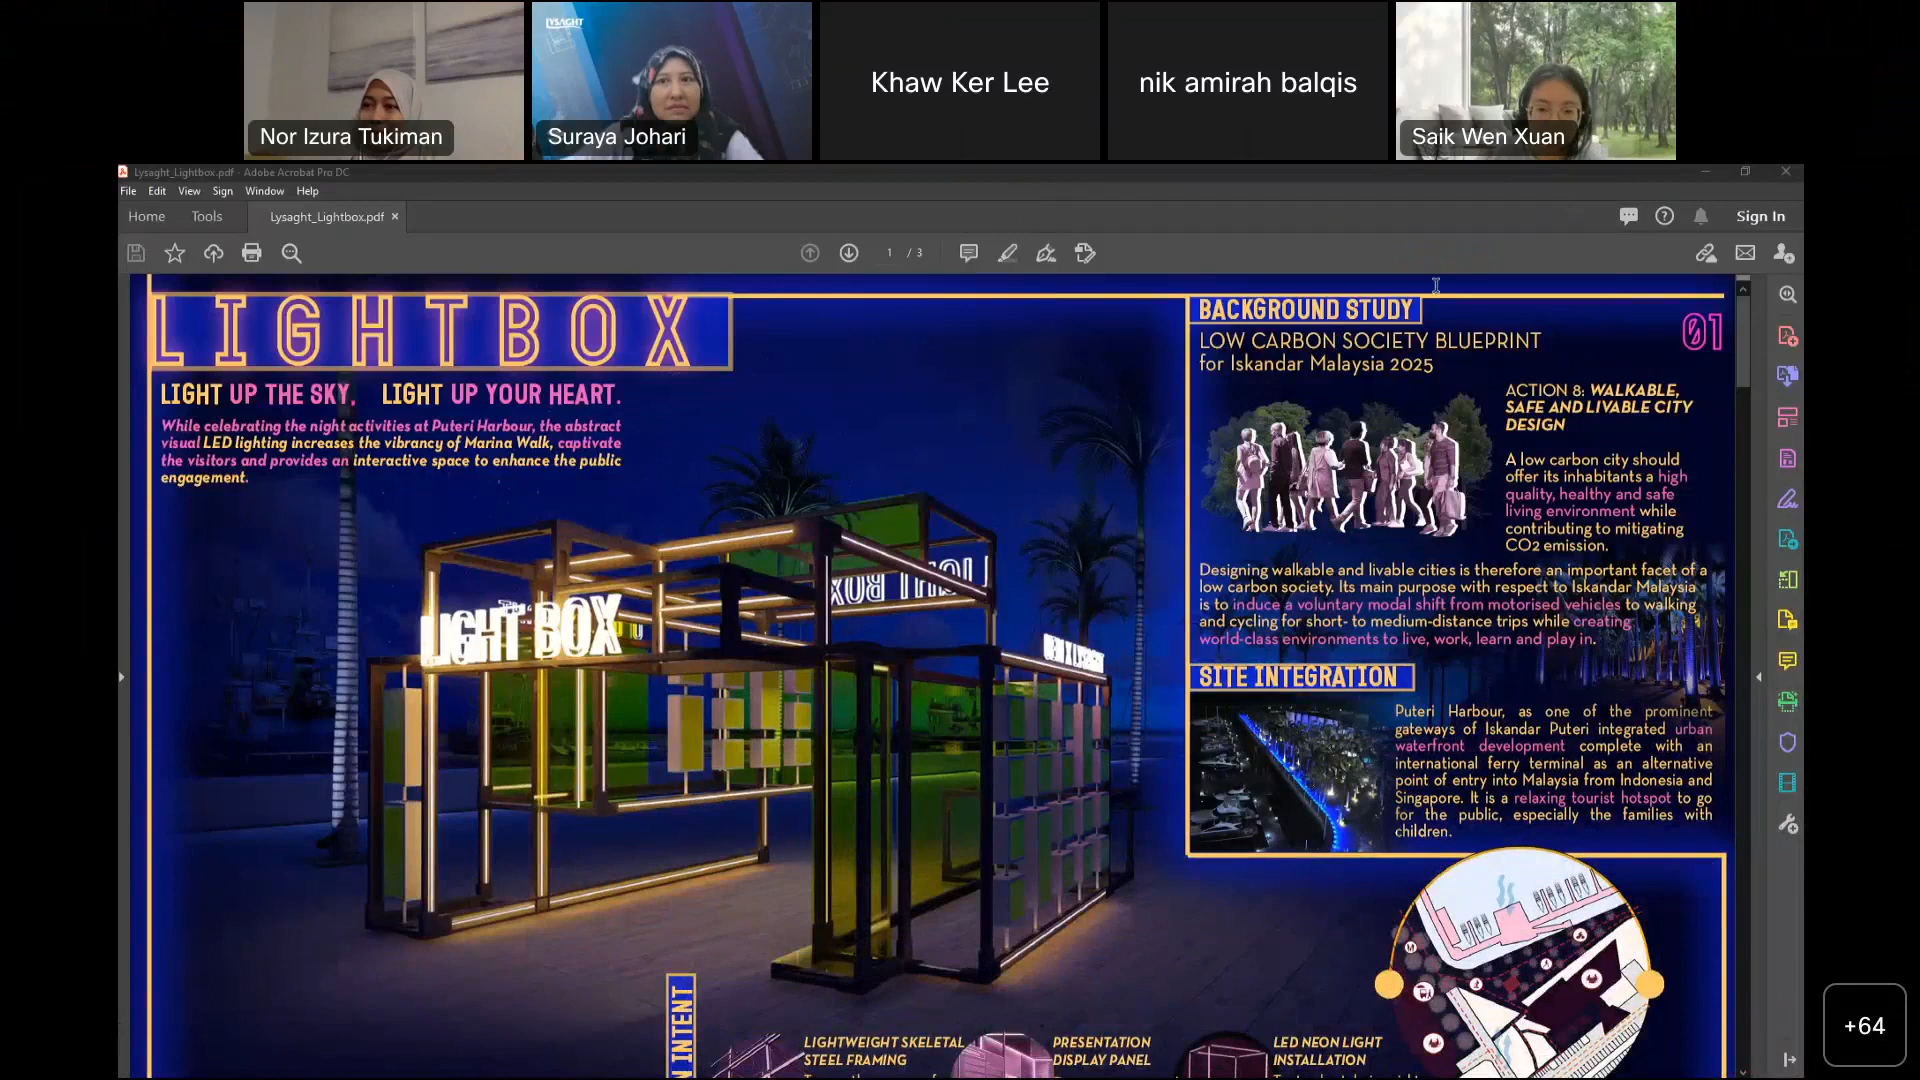 LYSAGHT
Nor Izura Tukiman
Suraya Johari
Khaw Ker Lee
nik amirah balqis
Saik Wen Xuan
Lysaght_Lightbox.pdf - Adobe Acrobat Pro DC
File Edit View Sign Window Help
Home Tools Lysaght_Lightbox.pdf × Sign In
1 / 3
LIGHTBOX
LIGHT UP THE SKY, LIGHT UP YOUR HEART.
While celebrating the night activities at Puteri Harbour, the abstract
visual LED lighting increases the vibrancy of Marina Walk, captivate
the visitors and provides an interactive space to enhance the public
engagement.
LIGHT BOX
LIGHT BOX
BACKGROUND STUDY
01
LOW CARBON SOCIETY BLUEPRINT
for Iskandar Malaysia 2025
ACTION 8: WALKABLE,
SAFE AND LIVABLE CITY
DESIGN
A low carbon city should
offer its inhabitants a high
quality, healthy and safe
living environment while
contributing to mitigating
CO2 emission.
Designing walkable and livable cities is therefore an important facet of a
low carbon society. Its main purpose with respect to Iskandar Malaysia
is to induce a voluntary modal shift from motorised vehicles to walking
and cycling for short- to medium-distance trips while creating
world-class environments to live, work, learn and play in.
SITE INTEGRATION
Puteri Harbour, as one of the prominent
gateways of Iskandar Puteri integrated urban
waterfront development complete with an
international ferry terminal as an alternative
point of entry into Malaysia from Indonesia and
Singapore. It is a relaxing tourist hotspot to go
for the public, especially the families with
children.
INTENT
LIGHTWEIGHT SKELETAL
STEEL FRAMING
PRESENTATION
DISPLAY PANEL
LED NEON LIGHT
INSTALLATION
+64